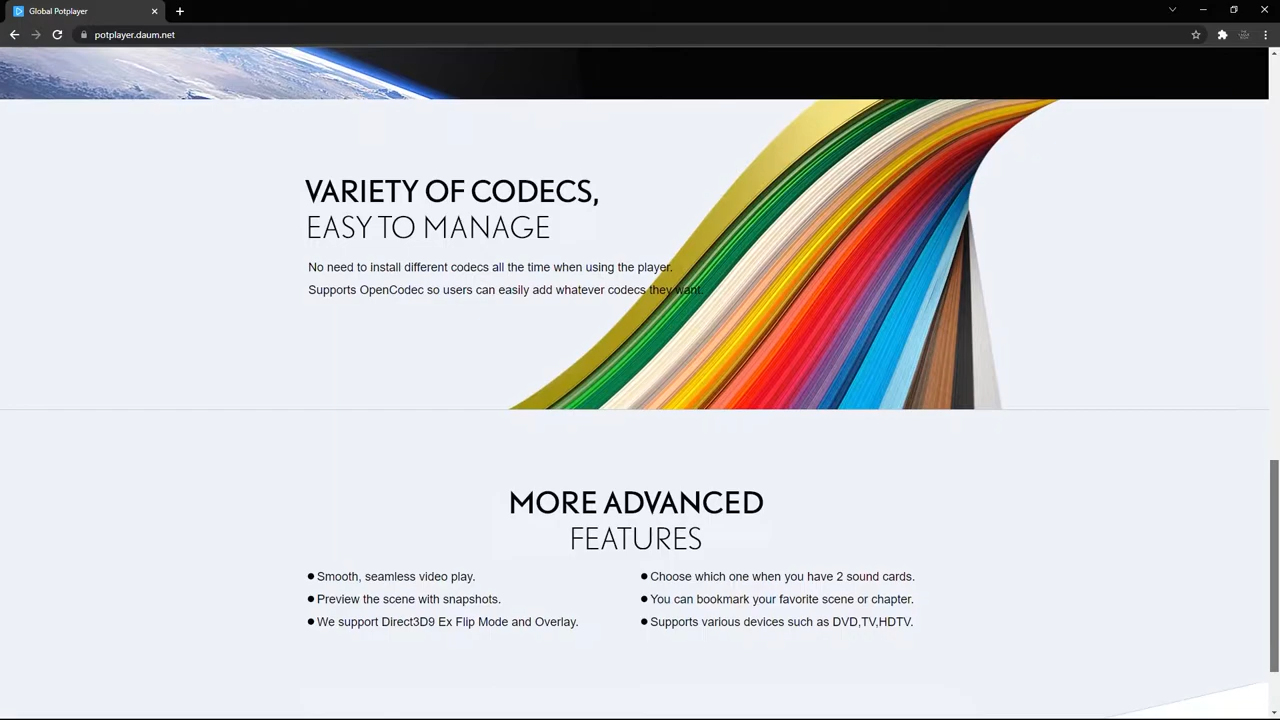 Global Potplayer
potplayer.daum.net
VARIETY OF CODECS,
EASY TO MANAGE
No need to install different codecs all the time when using the player.
Supports OpenCodec so users can easily add whatever codecs they want.
MORE ADVANCED
FEATURES
Smooth, seamless video play.
Preview the scene with snapshots.
We support Direct3D9 Ex Flip Mode and Overlay.
Choose which one when you have 2 sound cards.
You can bookmark your favorite scene or chapter.
Supports various devices such as DVD,TV,HDTV.